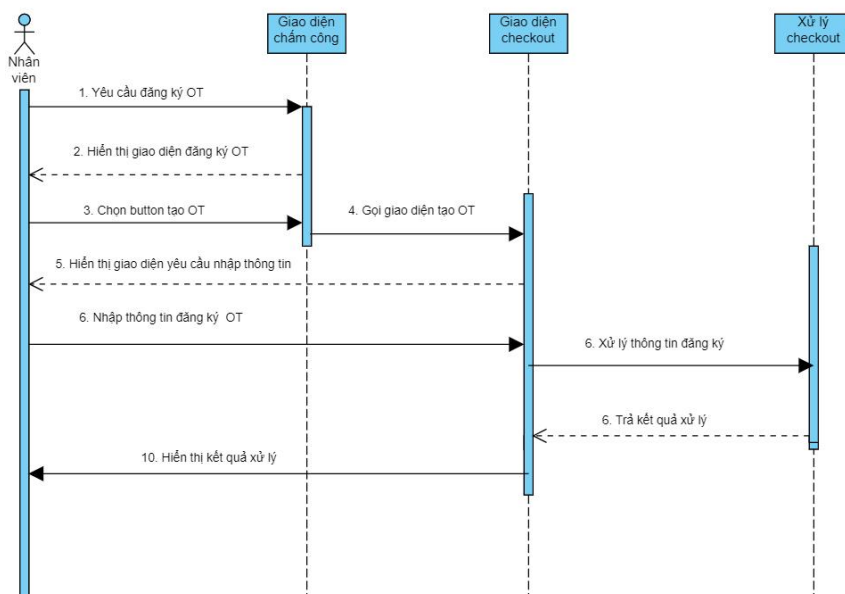 Giao diện
chấm công
Giao diện
checkout
Xử lý
checkout
Nhân
viên
1. Yêu cầu đăng ký OT
2. Hiển thị giao diện đăng ký OT
3. Chọn button tạo OT
4. Gọi giao diện tạo OT
5. Hiển thị giao diện yêu cầu nhập thông tin
6. Nhập thông tin đăng ký OT
6. Xử lý thông tin đăng ký
6. Trả kết quả xử lý
10. Hiển thị kết quả xử lý